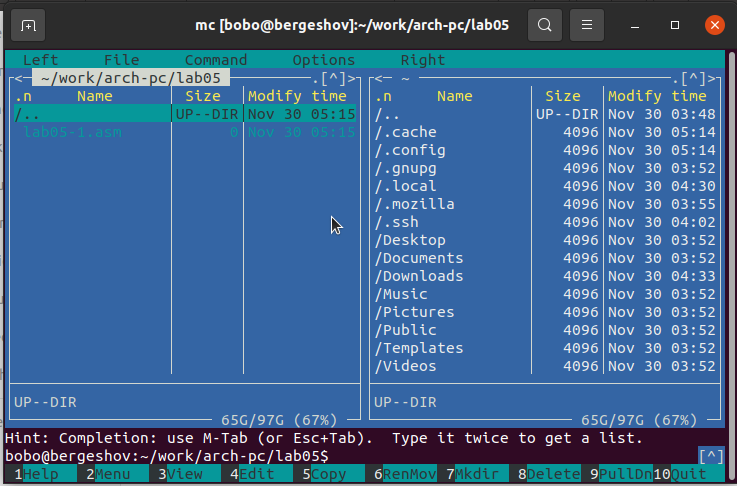 mc [bobo@bergeshov]:~/work/arch-pc/lab05
Left File Command Options Right
<─ ~/work/arch-pc/lab05 ─.[^]>
.n Name Size Modify time
/.. UP--DIR Nov 30 05:15
lab05-1.asm 0 Nov 30 05:15
UP--DIR
65G/97G (67%)
<─ ~ ─.[^]>
.n Name Size Modify time
/.. UP--DIR Nov 30 03:48
/.cache 4096 Nov 30 05:14
/.config 4096 Nov 30 05:14
/.gnupg 4096 Nov 30 03:52
/.local 4096 Nov 30 04:30
/.mozilla 4096 Nov 30 03:55
/.ssh 4096 Nov 30 04:02
/Desktop 4096 Nov 30 03:52
/Documents 4096 Nov 30 03:52
/Downloads 4096 Nov 30 04:33
/Music 4096 Nov 30 03:52
/Pictures 4096 Nov 30 03:52
/Public 4096 Nov 30 03:52
/Templates 4096 Nov 30 03:52
/Videos 4096 Nov 30 03:52
UP--DIR
65G/97G (67%)
Hint: Completion: use M-Tab (or Esc+Tab). Type it twice to get a list.
bobo@bergeshov:~/work/arch-pc/lab05$ [^]
1Help 2Menu 3View 4Edit 5Copy 6RenMov 7Mkdir 8Delete 9PullDn 10Quit